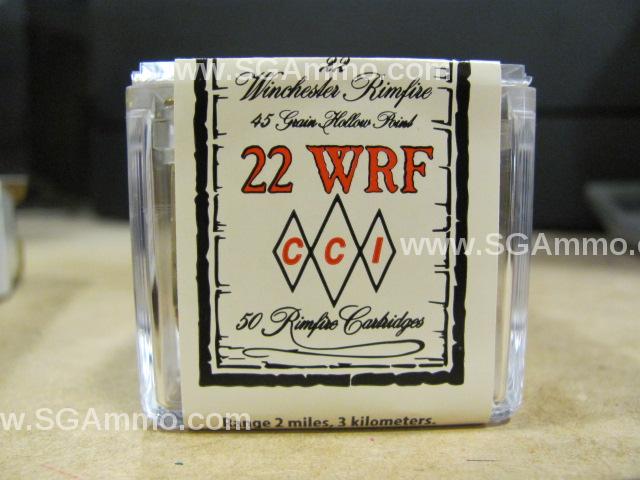 www.SGAmmo.com
22
Winchester Rimfire
45 Grain Hollow Point
22 WRF
CCI
www.SGAmmo.com
50 Rimfire Cartridges
www.SGAmmo.com
Range 2 miles, 3 kilometers.